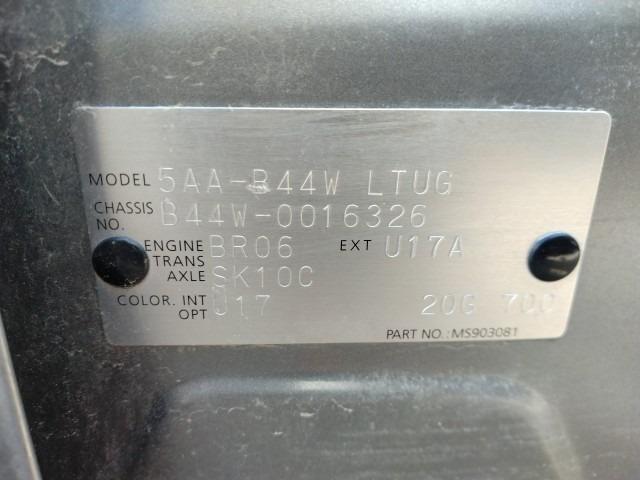 MODEL 5AA-B44W LTUG
CHASSIS NO. B44W-0016326
ENGINE BR06 EXT U17A
TRANS AXLE SK10C
COLOR. INT OPT U17 20G 700
PART NO.: MS903081